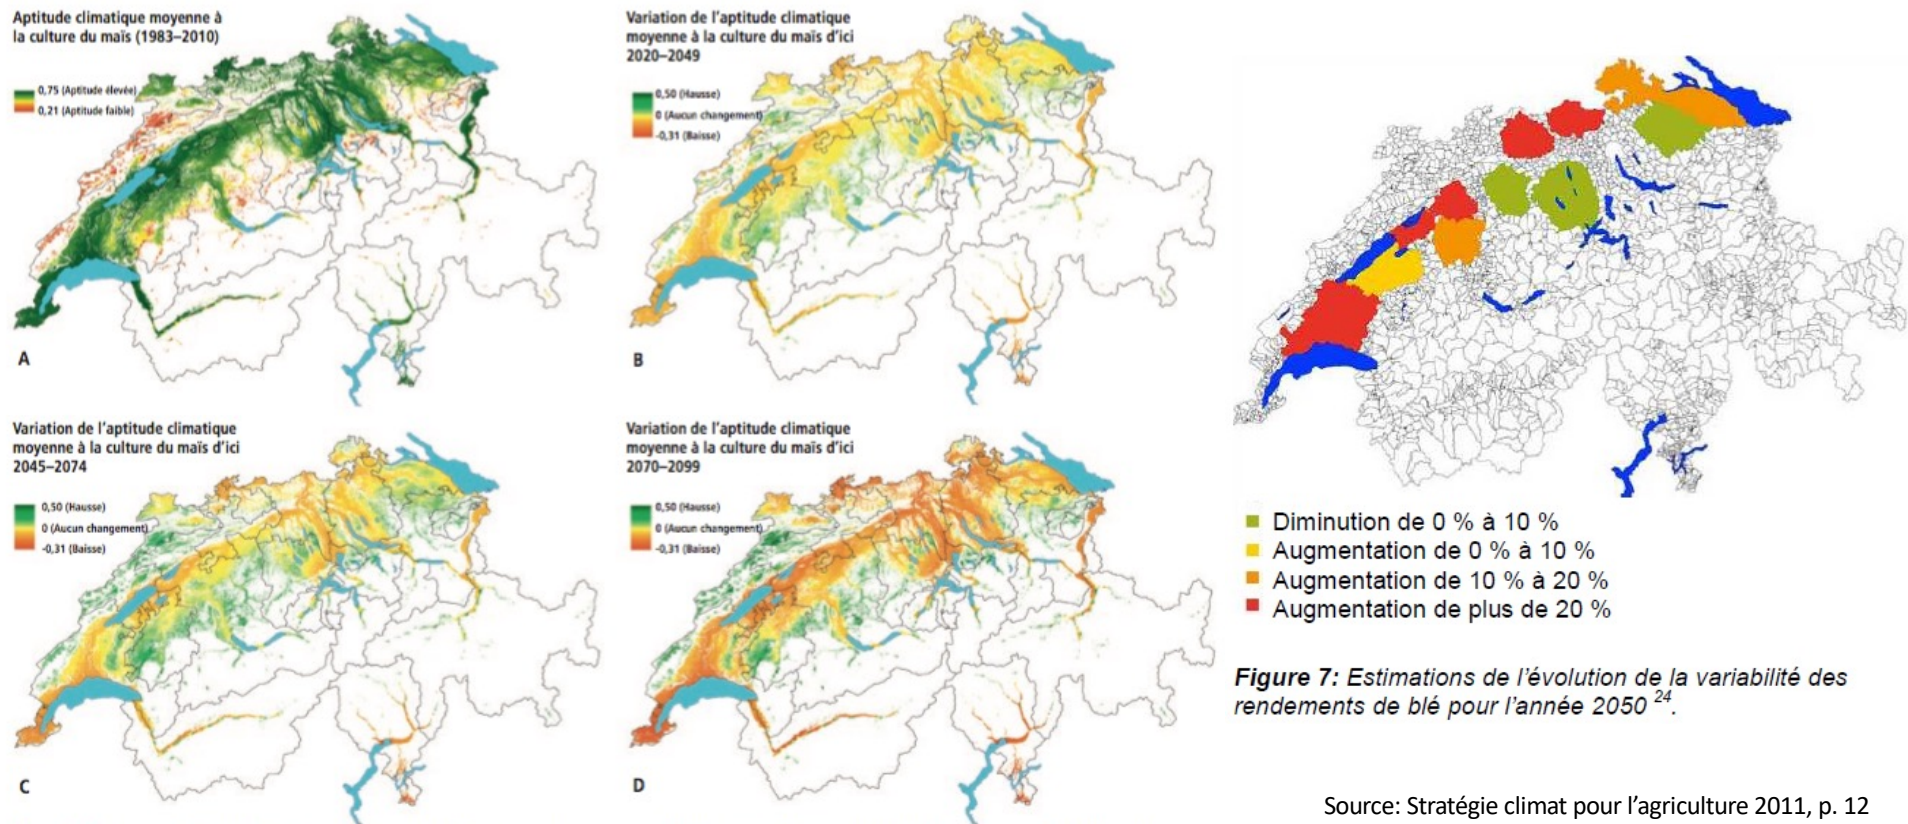 Aptitude climatique moyenne à
la culture du maïs (1983–2010)
0,75 (Aptitude élevée)
0,21 (Aptitude faible)
A
Variation de l'aptitude climatique
moyenne à la culture du maïs d'ici
2020–2049
0,50 (Hausse)
0 (Aucun changement)
-0,31 (Baisse)
B
Variation de l'aptitude climatique
moyenne à la culture du maïs d'ici
2045–2074
0,50 (Hausse)
0 (Aucun changement)
-0,31 (Baisse)
C
Variation de l'aptitude climatique
moyenne à la culture du maïs d'ici
2070–2099
0,50 (Hausse)
0 (Aucun changement)
-0,31 (Baisse)
D
Diminution de 0 % à 10 %
Augmentation de 0 % à 10 %
Augmentation de 10 % à 20 %
Augmentation de plus de 20 %
Figure 7: Estimations de l'évolution de la variabilité des
rendements de blé pour l'année 2050 24.
Source: Stratégie climat pour l'agriculture 2011, p. 12